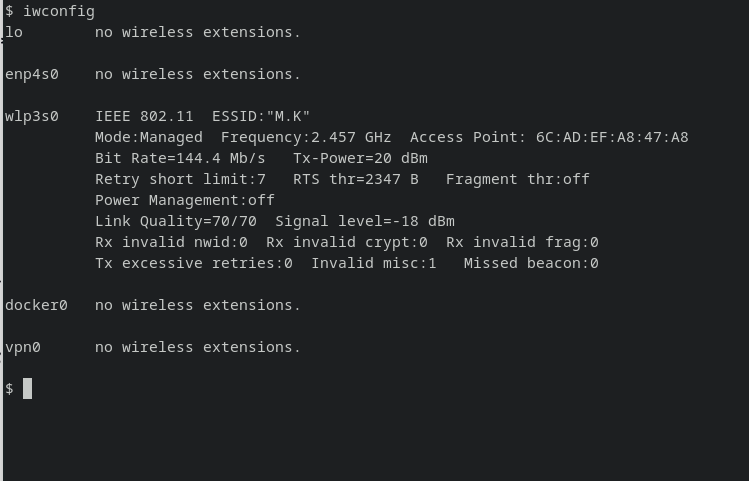 $ iwconfig
lo        no wireless extensions.
enp4s0    no wireless extensions.
wlp3s0    IEEE 802.11  ESSID:"M.K"
          Mode:Managed  Frequency:2.457 GHz  Access Point: 6C:AD:EF:A8:47:A8
          Bit Rate=144.4 Mb/s   Tx-Power=20 dBm
          Retry short limit:7   RTS thr=2347 B   Fragment thr:off
          Power Management:off
          Link Quality=70/70  Signal level=-18 dBm
          Rx invalid nwid:0  Rx invalid crypt:0  Rx invalid frag:0
          Tx excessive retries:0  Invalid misc:1   Missed beacon:0
docker0   no wireless extensions.
vpn0      no wireless extensions.
$